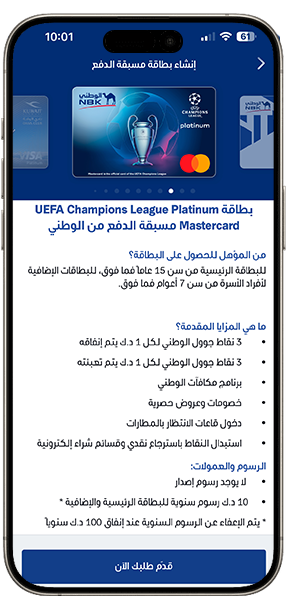 10:01
61
إنشاء بطاقة مسبقة الدفع
الوطني
NBK
CHAMPIONS
LEAGUE
platinum
mastercard
VISA
بطاقة UEFA Champions League Platinum
Mastercard مسبقة الدفع من الوطني
من المؤهل للحصول على البطاقة؟
للبطاقة الرئيسية من سن 15 عاماً فما فوق، للبطاقات الإضافية
لأفراد الأسرة من سن 7 أعوام فما فوق.
ما هي المزايا المقدمة؟
• 3 نقاط جوول الوطني لكل 1 د.ك يتم إنفاقه
• 3 نقاط جوول الوطني لكل 1 د.ك يتم تعبئته
• برنامج مكافآت الوطني
• خصومات وعروض حصرية
• دخول قاعات الانتظار بالمطارات
• استبدال النقاط باسترجاع نقدي وقسائم شراء إلكترونية
الرسوم والعمولات:
• لا يوجد رسوم إصدار
• 10 د.ك رسوم سنوية للبطاقة الرئيسية والإضافية *
* يتم الإعفاء عن الرسوم السنوية عند إنفاق 100 د.ك سنوياً
قدّم طلبك الآن